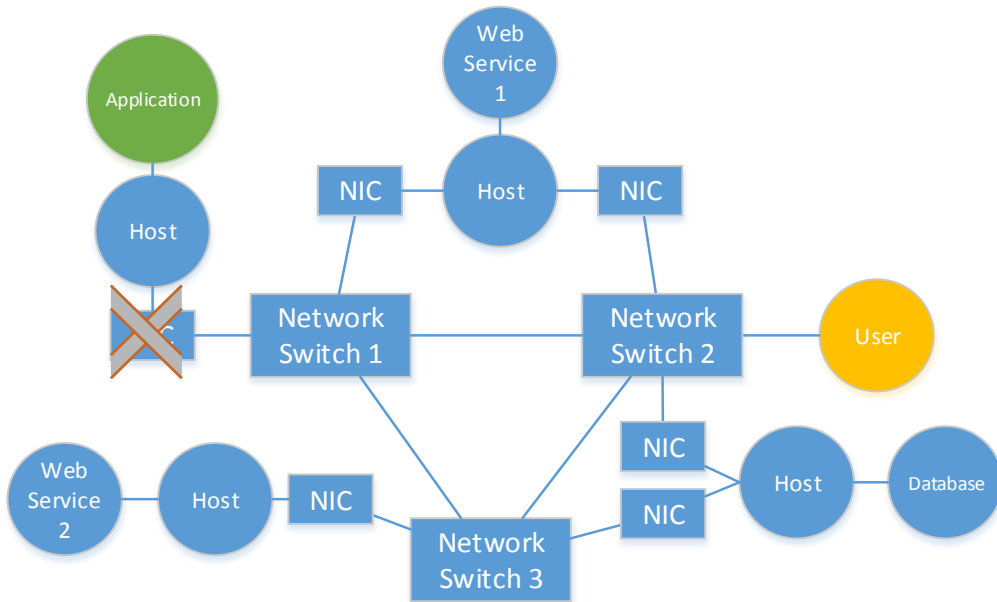 Web
Service
1
Application
NIC
Host
NIC
Host
C
Network
Switch 1
Network
Switch 2
User
NIC
Web
Service
2
Host
NIC
Host
Database
NIC
Network
Switch 3